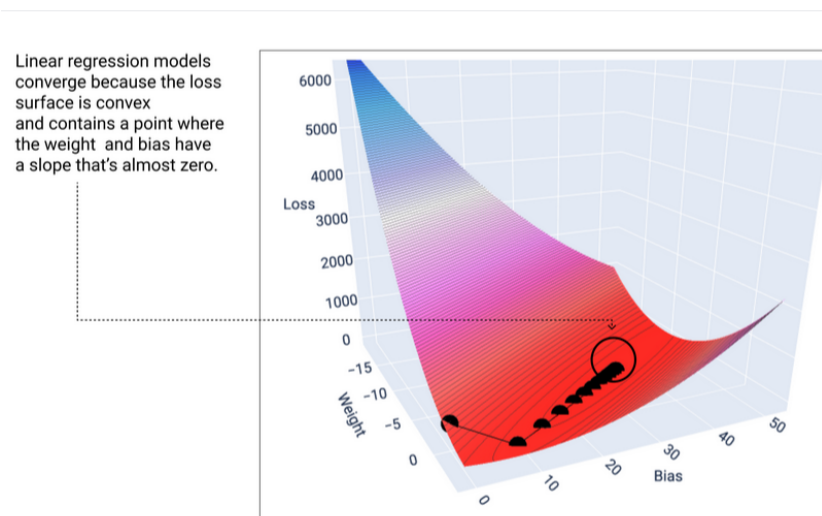 Linear regression models
converge because the loss
surface is convex
and contains a point where
the weight and bias have
a slope that's almost zero.
6000
5000
4000
Loss
3000
2000
1000
0
−15
−10
Weight
−5
0
0
10
20
30
40
50
Bias